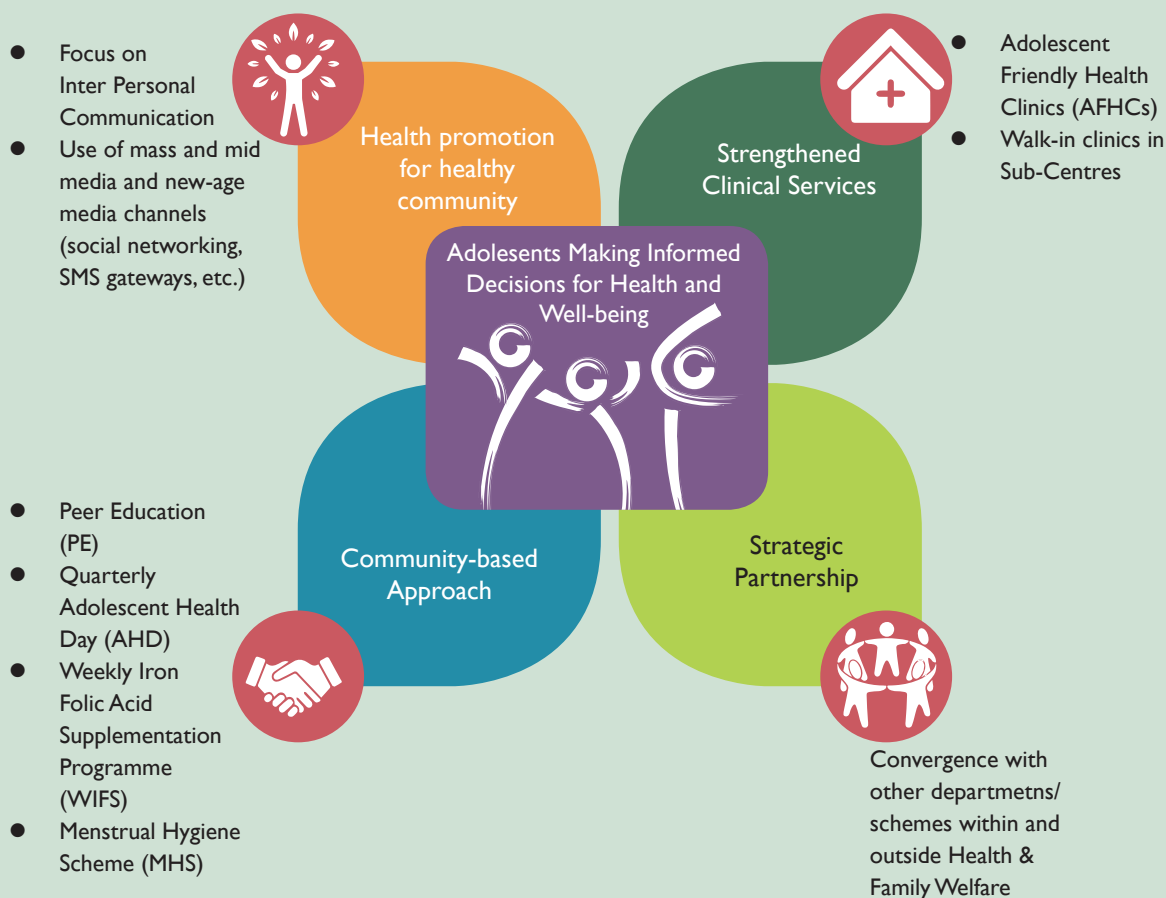 ● Focus on
Inter Personal
Communication
● Use of mass and mid
media and new-age
media channels
(social networking,
SMS gateways, etc.)
Health promotion
for healthy
community
Strengthened
Clinical Services
● Adolescent
Friendly Health
Clinics (AFHCs)
● Walk-in clinics in
Sub-Centres
Adolesents Making Informed
Decisions for Health and
Well-being
● Peer Education
(PE)
● Quarterly
Adolescent Health
Day (AHD)
● Weekly Iron
Folic Acid
Supplementation
Programme
(WIFS)
● Menstrual Hygiene
Scheme (MHS)
Community-based
Approach
Strategic
Partnership
Convergence with
other departmetns/
schemes within and
outside Health &
Family Welfare